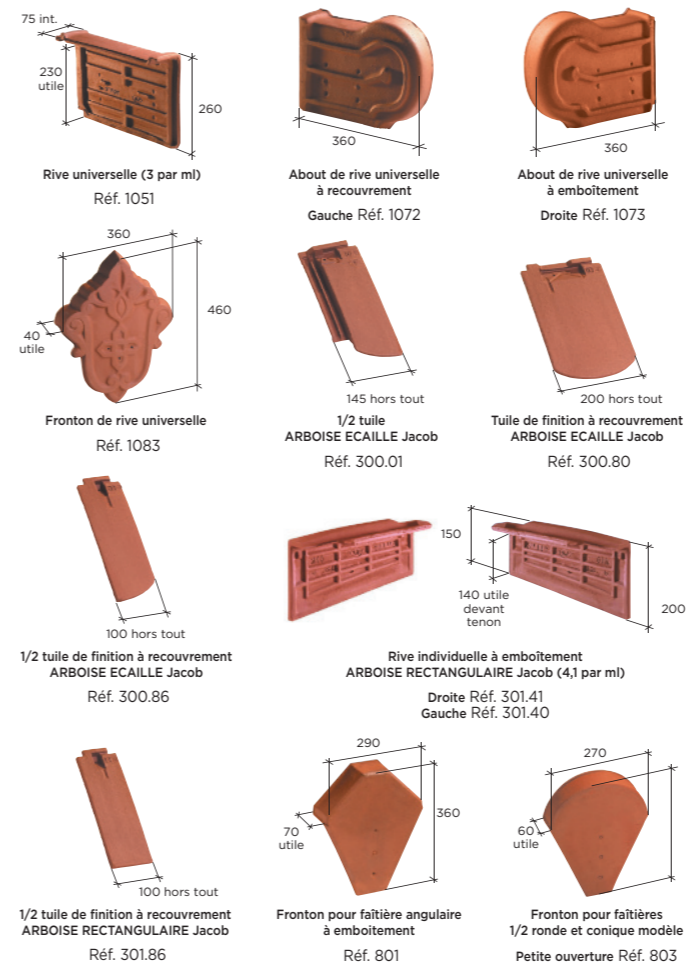 75 int.
230
utile
260
Rive universelle (3 par ml)
Réf. 1051
360
About de rive universelle
à recouvrement
Gauche Réf. 1072
360
About de rive universelle
à emboîtement
Droite Réf. 1073
360
460
40
utile
Fronton de rive universelle
Réf. 1083
145 hors tout
1/2 tuile
ARBOISE ECAILLE Jacob
Réf. 300.01
200 hors tout
Tuile de finition à recouvrement
ARBOISE ECAILLE Jacob
Réf. 300.80
100 hors tout
1/2 tuile de finition à recouvrement
ARBOISE ECAILLE Jacob
Réf. 300.86
150
140 utile
devant
tenon
200
Rive individuelle à emboîtement
ARBOISE RECTANGULAIRE Jacob (4,1 par ml)
Droite Réf. 301.41
Gauche Réf. 301.40
100 hors tout
1/2 tuile de finition à recouvrement
ARBOISE RECTANGULAIRE Jacob
Réf. 301.86
290
360
70
utile
Fronton pour faîtière angulaire
à emboitement
Réf. 801
270
60
utile
Fronton pour faîtières
1/2 ronde et conique modèle
Petite ouverture Réf. 803